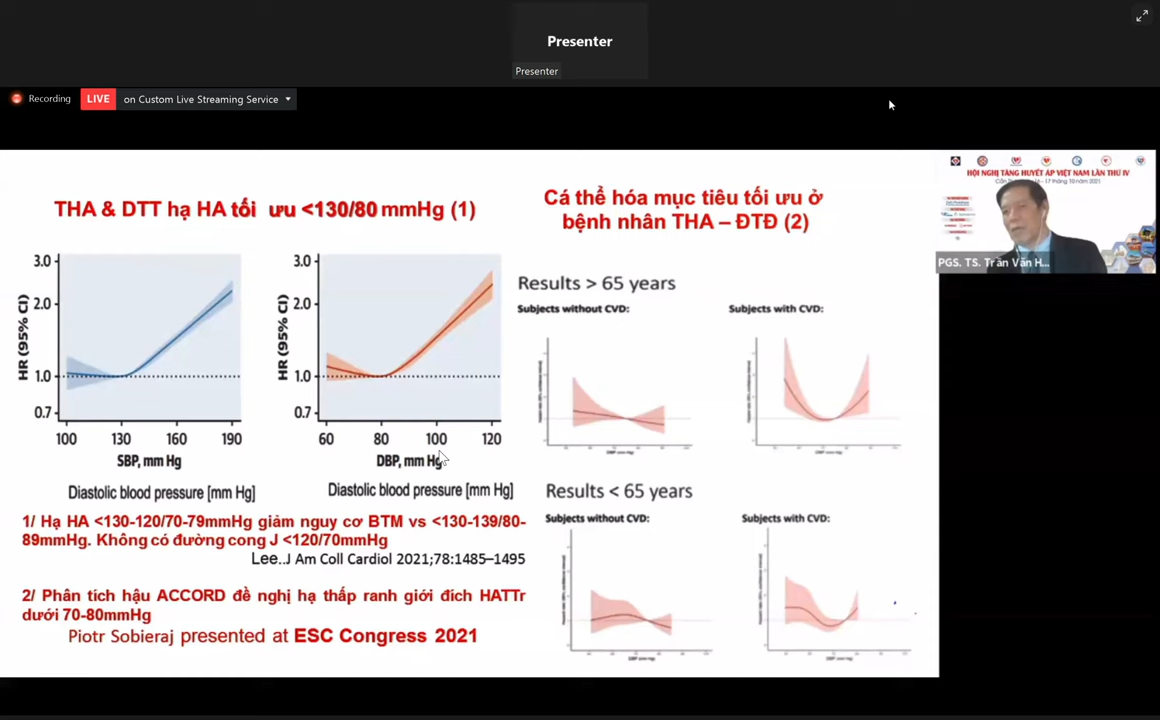 Presenter
Presenter
Recording
LIVE
on Custom Live Streaming Service
HỘI NGHỊ TĂNG HUYẾT ÁP VIỆT NAM LẦN THỨ IV
17 tháng 10 năm 2021
PGS. TS. Trần Văn H...
THA & DTT hạ HA tối ưu <130/80 mmHg (1)
Cá thể hóa mục tiêu tối ưu ở
bệnh nhân THA – ĐTĐ (2)
HR (95% CI)
3.0
2.0
1.0
0.7
100 130 160 190
SBP, mm Hg
Diastolic blood pressure [mm Hg]
HR (95% CI)
3.0
2.0
1.0
0.7
60 80 100 120
DBP, mm Hg
Diastolic blood pressure [mm Hg]
Results > 65 years
Subjects without CVD:
Subjects with CVD:
Results < 65 years
Subjects without CVD:
Subjects with CVD:
1/ Hạ HA <130-120/70-79mmHg giảm nguy cơ BTM vs <130-139/80-
89mmHg. Không có đường cong J <120/70mmHg
Lee..J Am Coll Cardiol 2021;78:1485–1495
2/ Phân tích hậu ACCORD đề nghị hạ thấp ranh giới đích HATTr
dưới 70-80mmHg
Piotr Sobieraj presented at ESC Congress 2021